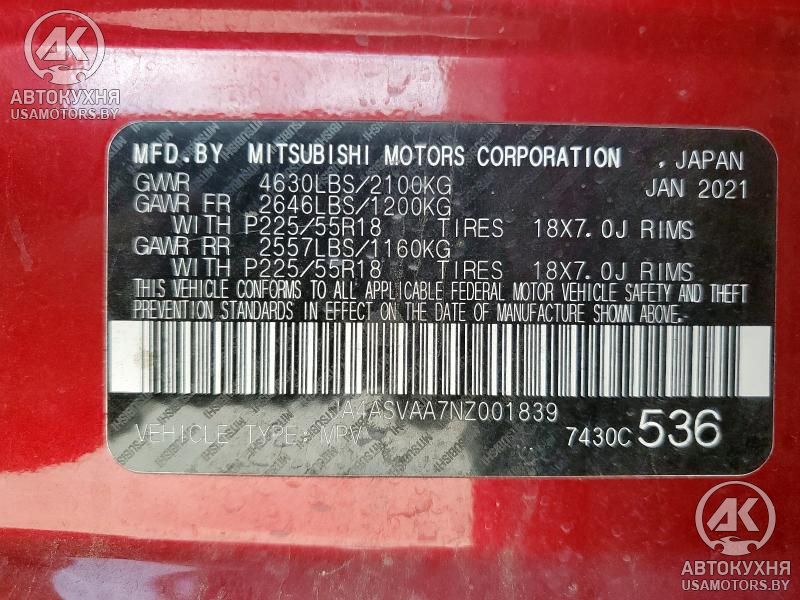 АК
АВТОКУХНЯ
USAMOTORS.BY
MFD.BY MITSUBISHI MOTORS CORPORATION , JAPAN
GVWR 4630LBS/2100KG JAN 2021
GAWR FR 2646LBS/1200KG
WITH P225/55R18 TIRES 18X7.0J RIMS
GAWR RR 2557LBS/1160KG
WITH P225/55R18 TIRES 18X7.0J RIMS
THIS VEHICLE CONFORMS TO ALL APPLICABLE FEDERAL MOTOR VEHICLE SAFETY AND THEFT
PREVENTION STANDARDS IN EFFECT ON THE DATE OF MANUFACTURE SHOWN ABOVE.
JA4ASVAA7NZ001839
VEHICLE TYPE: MPV 7430C 536
АК
АВТОКУХНЯ
USAMOTORS.BY